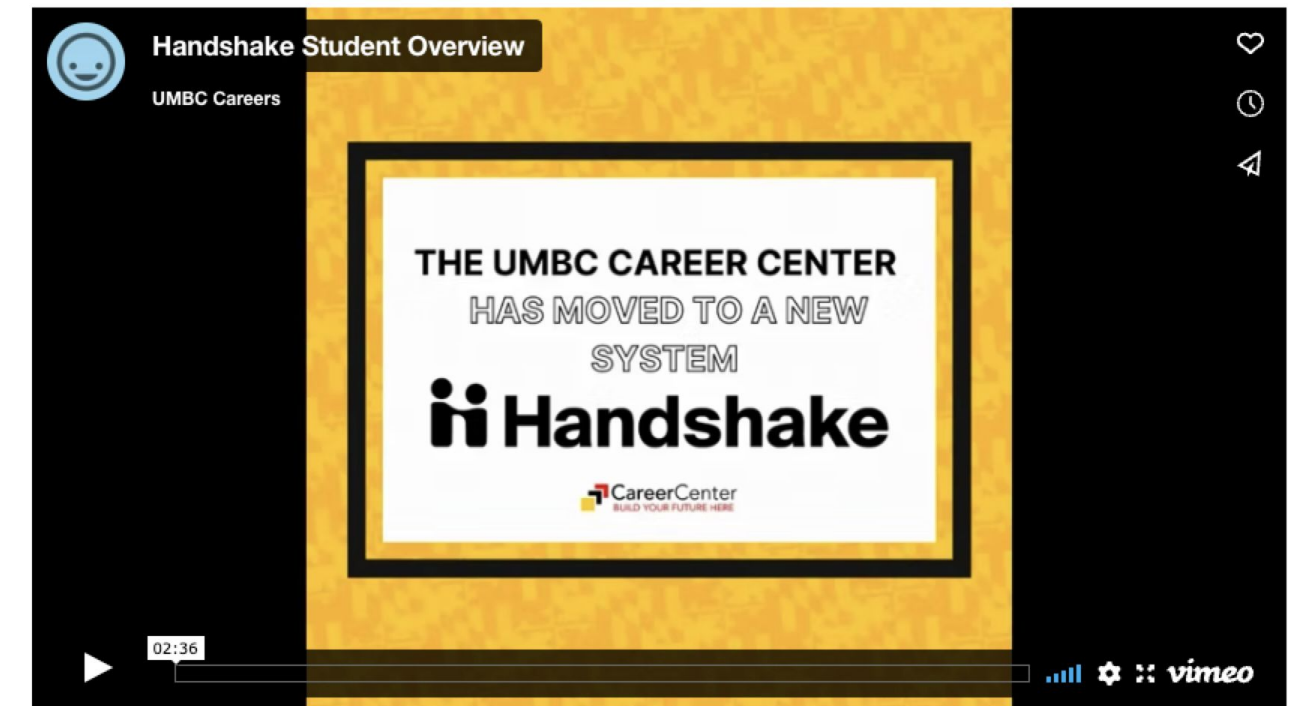 Handshake Student Overview
UMBC Careers
THE UMBC CAREER CENTER
HAS MOVED TO A NEW
SYSTEM
Handshake
CareerCenter
BUILD YOUR FUTURE HERE
02:36
vimeo